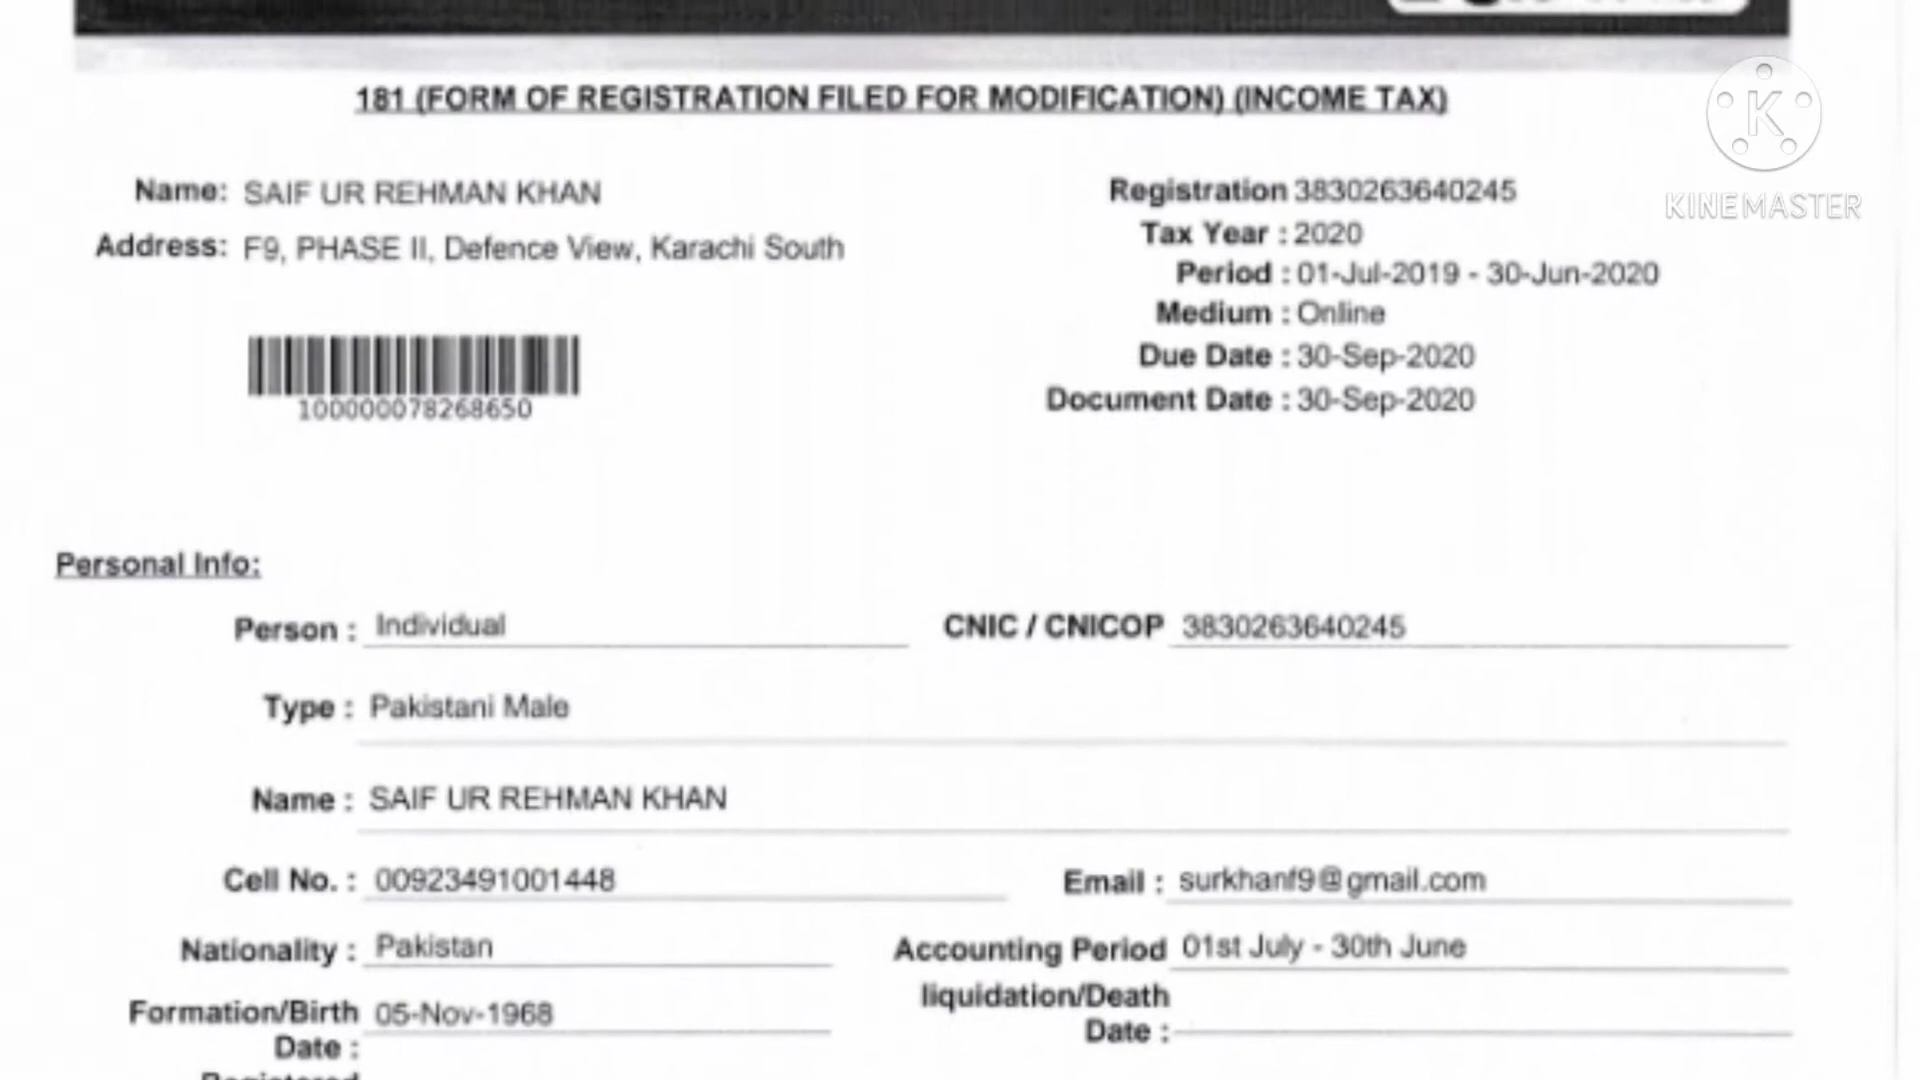 181 (FORM OF REGISTRATION FILED FOR MODIFICATION) (INCOME TAX)
KINEMASTER
Name: SAIF UR REHMAN KHAN
Address: F9, PHASE II, Defence View, Karachi South
Registration 3830263640245
Tax Year : 2020
Period : 01-Jul-2019 - 30-Jun-2020
Medium : Online
Due Date : 30-Sep-2020
Document Date : 30-Sep-2020
100000078268650
Personal Info:
Person : Individual
CNIC / CNICOP 3830263640245
Type : Pakistani Male
Name : SAIF UR REHMAN KHAN
Cell No. : 00923491001448
Email : surkhanf9@gmail.com
Nationality : Pakistan
Accounting Period 01st July - 30th June
Formation/Birth 05-Nov-1968
Date :
liquidation/Death
Date :